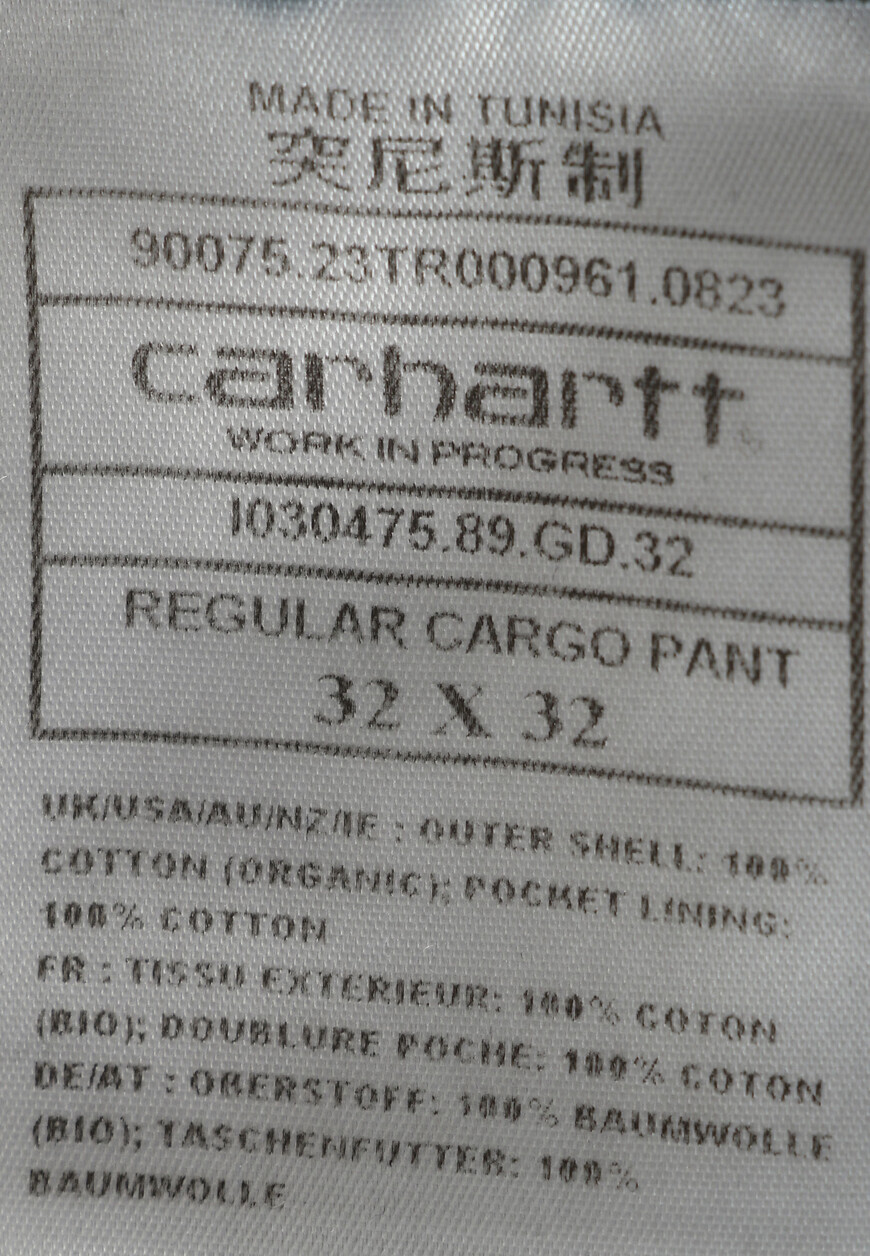 MADE IN TUNISIA
突尼斯制
90075.23TR000961.0823
carhartt
WORK IN PROGRESS
I030475.89.GD.32
REGULAR CARGO PANT
32 X 32
UK/USA/AU/NZ/IE : OUTER SHELL: 100%
COTTON (ORGANIC); POCKET LINING:
100% COTTON
FR : TISSU EXTERIEUR: 100% COTON
(BIO); DOUBLURE POCHE: 100% COTON
DE/AT : OBERSTOFF: 100% BAUMWOLLE
(BIO); TASCHENFUTTER: 100%
BAUMWOLLE